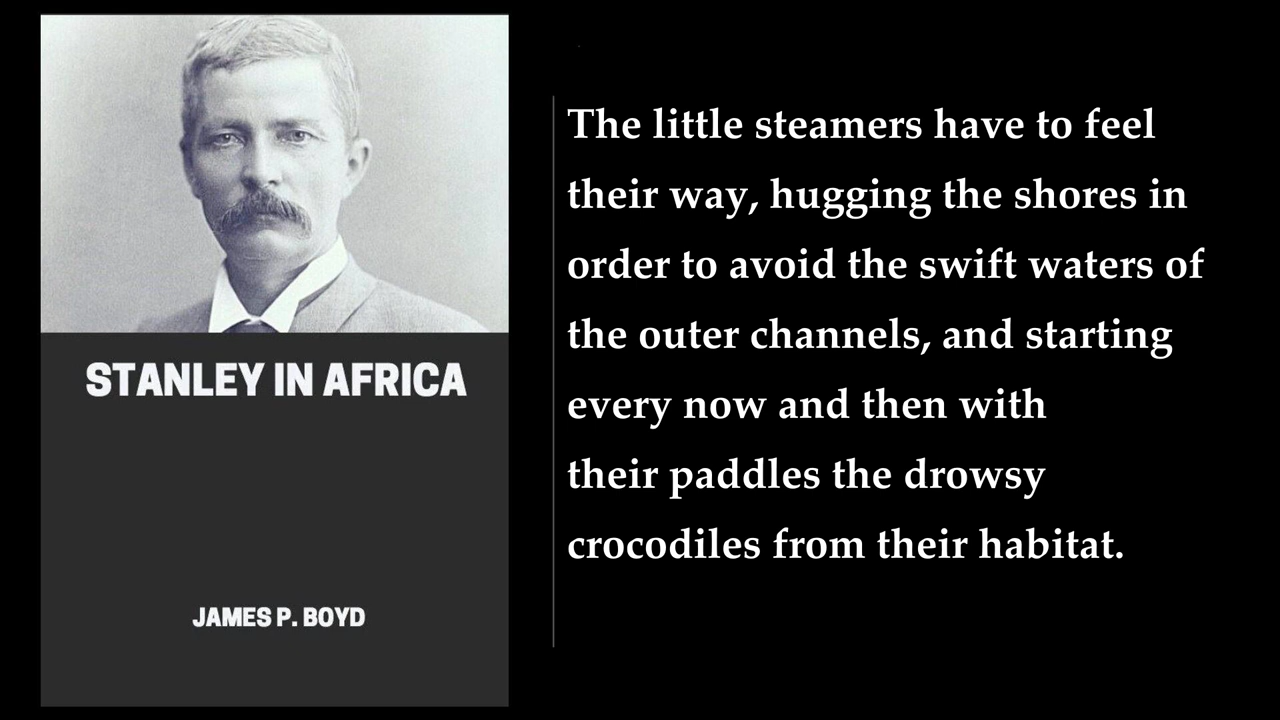 STANLEY IN AFRICA
JAMES P. BOYD
The little steamers have to feel
their way, hugging the shores in
order to avoid the swift waters of
the outer channels, and starting
every now and then with
their paddles the drowsy
crocodiles from their habitat.